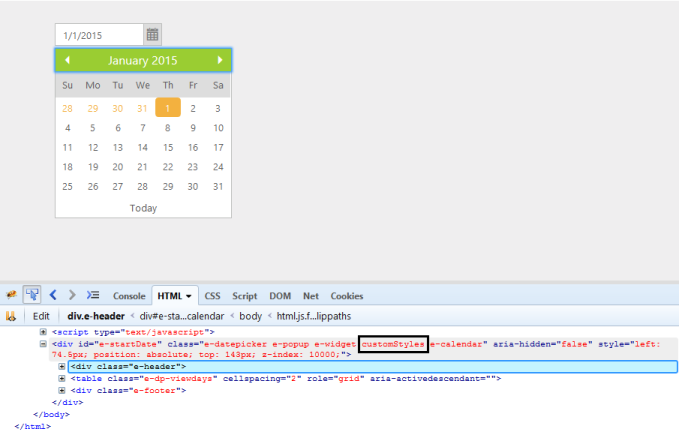 1/1/2015
January 2015
Su Mo Tu We Th Fr Sa
28 29 30 31 1 2 3
4 5 6 7 8 9 10
11 12 13 14 15 16 17
18 19 20 21 22 23 24
25 26 27 28 29 30 31
Today
Console HTML CSS Script DOM Net Cookies
Edit div.e-header < div#e-sta...calendar < body < html.js.f...lippaths
<script type="text/javascript">
<div id="e-startDate" class="e-datepicker e-popup e-widget customStyles e-calendar" aria-hidden="false" style="left:
74.5px; position: absolute; top: 143px; z-index: 10000;">
<div class="e-header">
<table class="e-dp-viewdays" cellspacing="2" role="grid" aria-activedescendant="">
<div class="e-footer">
</div>
</body>
</html>